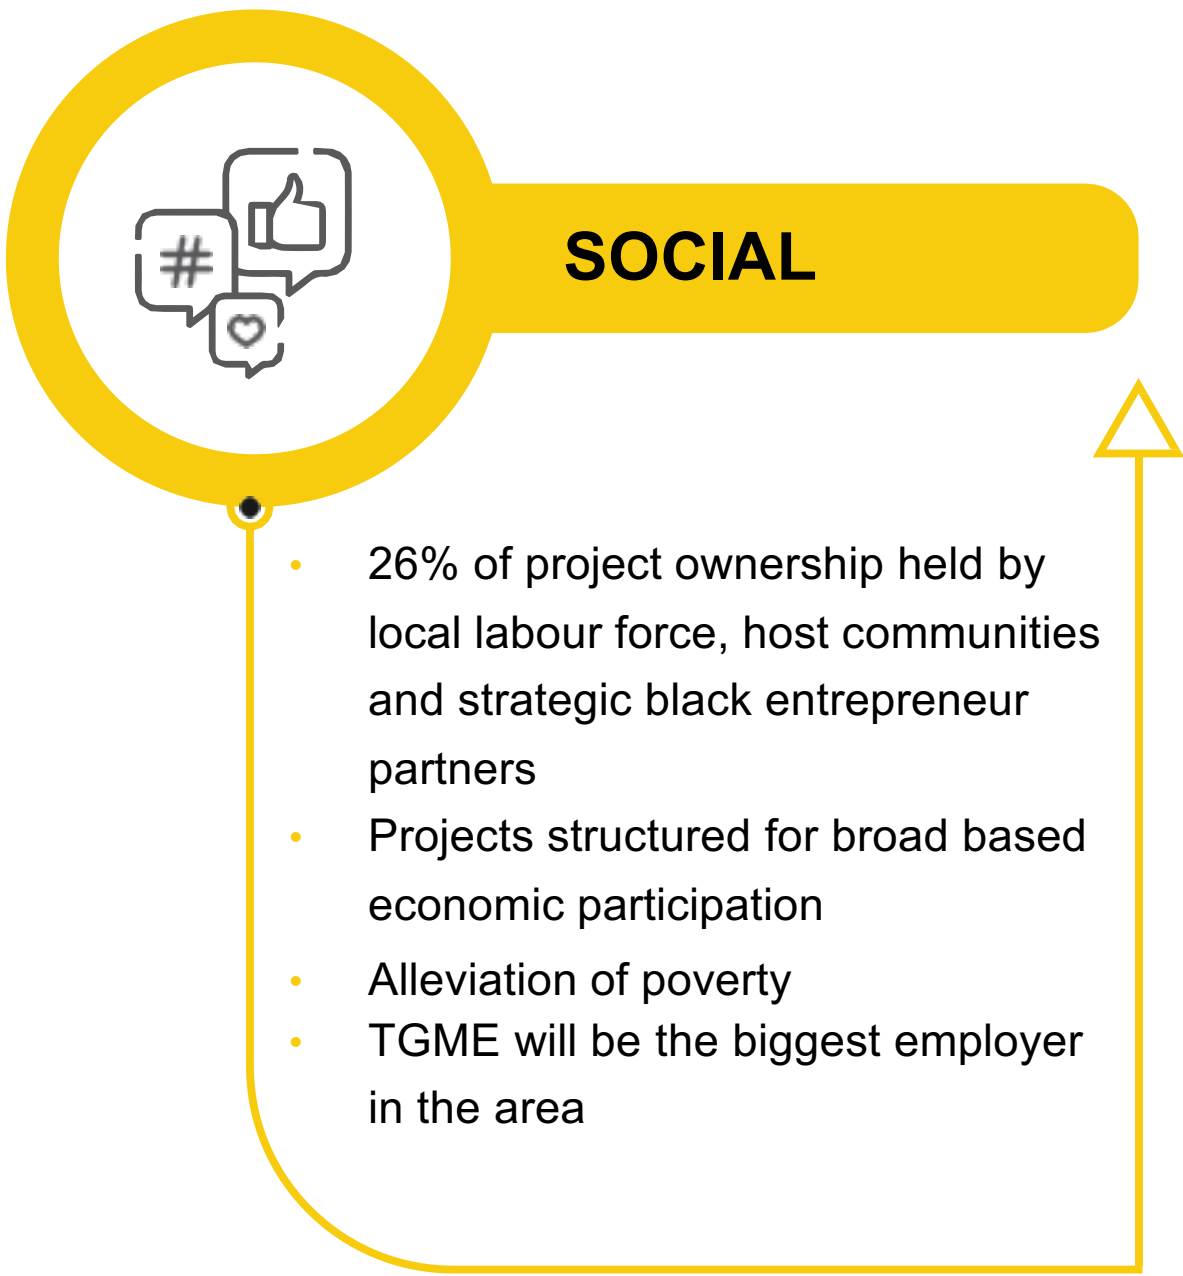 SOCIAL
• 26% of project ownership held by
local labour force, host communities
and strategic black entrepreneur
partners
• Projects structured for broad based
economic participation
• Alleviation of poverty
• TGME will be the biggest employer
in the area